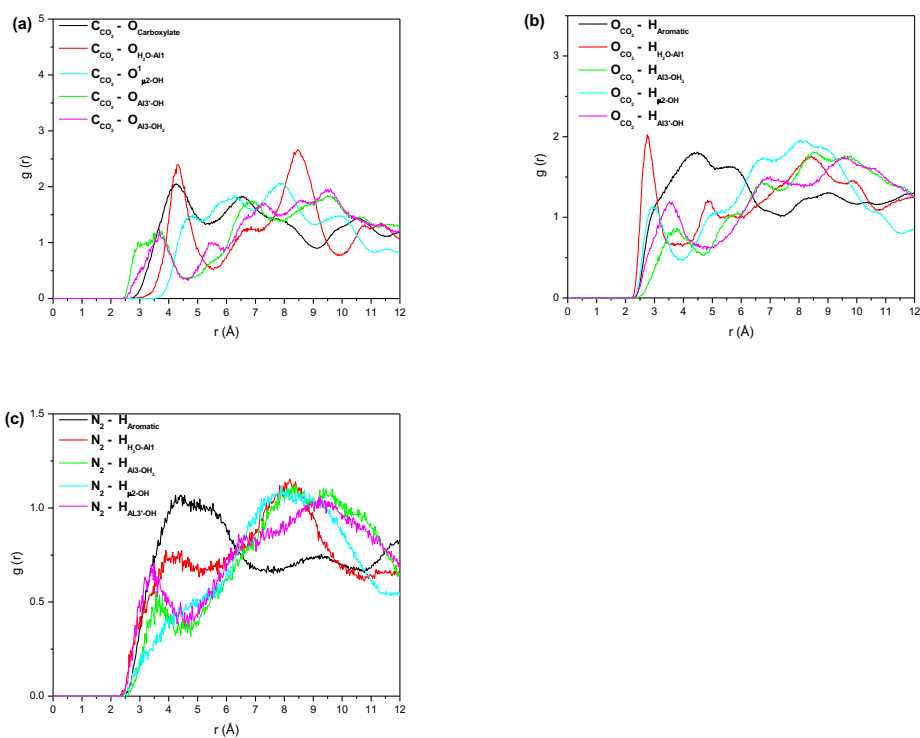 (a)
C_CO2 - O_Carboxylate
C_CO2 - O_H2O-Al1
C_CO2 - O^1_μ2-OH
C_CO2 - O_Al3'-OH
C_CO2 - O_Al3-OH2
g (r)
5
4
3
2
1
0
0 1 2 3 4 5 6 7 8 9 10 11 12
r (Å)
(b)
O_CO2 - H_Aromatic
O_CO2 - H_H2O-Al1
O_CO2 - H_Al3-OH2
O_CO2 - H_μ2-OH
O_CO2 - H_Al3'-OH
g (r)
3
2
1
0
0 1 2 3 4 5 6 7 8 9 10 11 12
r (Å)
(c)
N2 - H_Aromatic
N2 - H_H2O-Al1
N2 - H_Al3-OH2
N2 - H_μ2-OH
N2 - H_AL3'-OH
g (r)
1.5
1.0
0.5
0.0
0 1 2 3 4 5 6 7 8 9 10 11 12
r (Å)